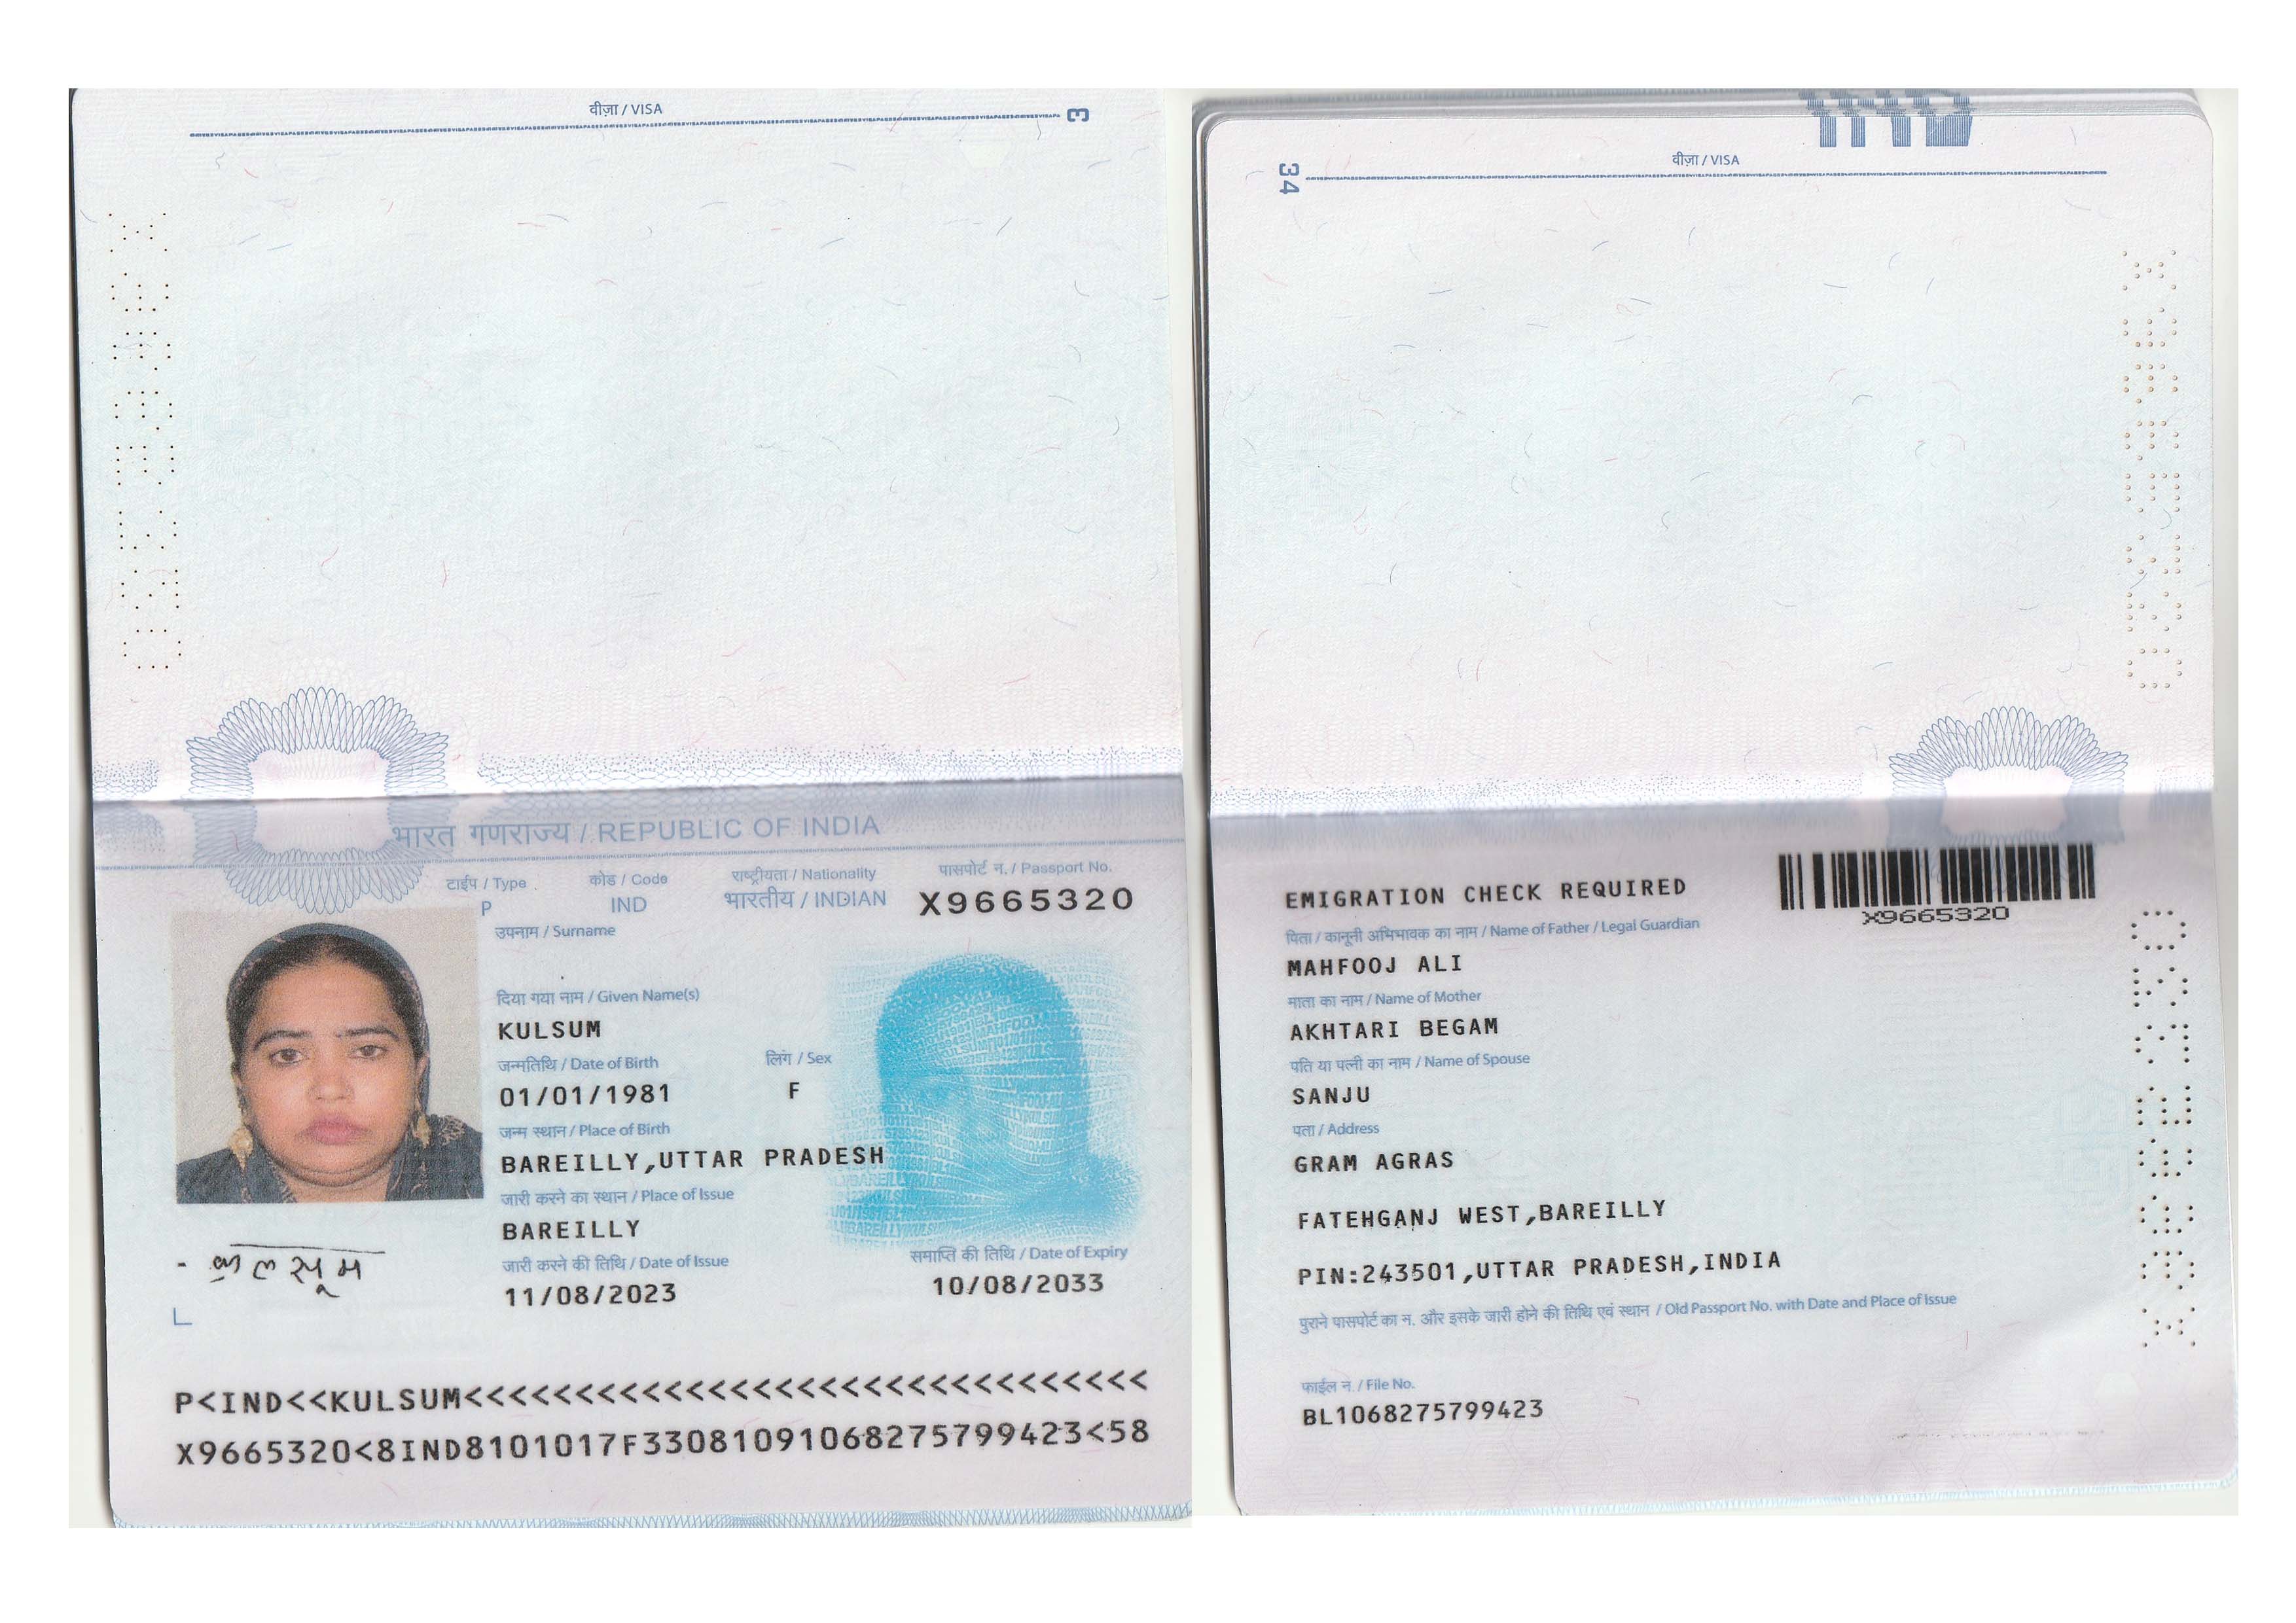 वीज़ा / VISA
3
भारत गणराज्य / REPUBLIC OF INDIA
टाईप / Type
कोड / Code
राष्ट्रीयता / Nationality
पासपोर्ट न. / Passport No.
P
IND
भारतीय / INDIAN
X9665320
उपनाम / Surname
दिया गया नाम / Given Name(s)
KULSUM
जन्मतिथि / Date of Birth
लिंग / Sex
01/01/1981
F
जन्म स्थान / Place of Birth
BAREILLY,UTTAR PRADESH
जारी करने का स्थान / Place of Issue
BAREILLY
जारी करने की तिथि / Date of Issue
समाप्ति की तिथि / Date of Expiry
11/08/2023
10/08/2033
कुलसूम
P<IND<<KULSUM<<<<<<<<<<<<<<<<<<<<<<<<<<<<<<<
X9665320<8IND8101017F33081091068275799423<58
वीज़ा / VISA
34
EMIGRATION CHECK REQUIRED
X9665320
पिता / कानूनी अभिभावक का नाम / Name of Father / Legal Guardian
MAHFOOJ ALI
माता का नाम / Name of Mother
AKHTARI BEGAM
पति या पत्नी का नाम / Name of Spouse
SANJU
पता / Address
GRAM AGRAS
FATEHGANJ WEST,BAREILLY
PIN:243501,UTTAR PRADESH,INDIA
पुराने पासपोर्ट का न. और इसके जारी होने की तिथि एवं स्थान / Old Passport No. with Date and Place of Issue
फाईल न. / File No.
BL1068275799423